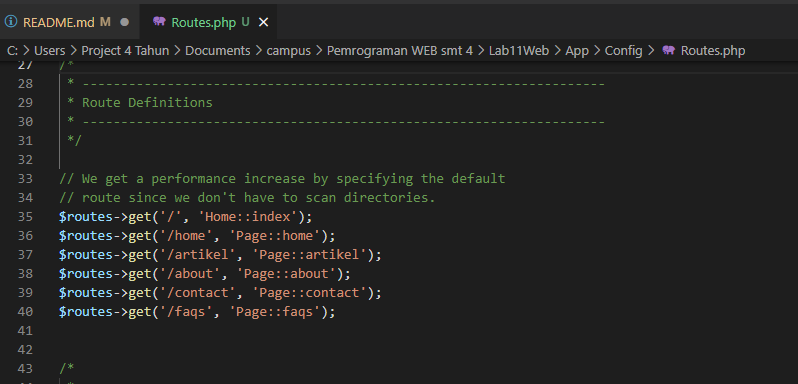 README.md M
Routes.php U
C: > Users > Project 4 Tahun > Documents > campus > Pemrograman WEB smt 4 > Lab11Web > App > Config > Routes.php
27 /*
28 * --------------------------------------------------------------------
29 * Route Definitions
30 * --------------------------------------------------------------------
31 */
32
33 // We get a performance increase by specifying the default
34 // route since we don't have to scan directories.
35 $routes->get('/', 'Home::index');
36 $routes->get('/home', 'Page::home');
37 $routes->get('/artikel', 'Page::artikel');
38 $routes->get('/about', 'Page::about');
39 $routes->get('/contact', 'Page::contact');
40 $routes->get('/faqs', 'Page::faqs');
41
42
43 /*